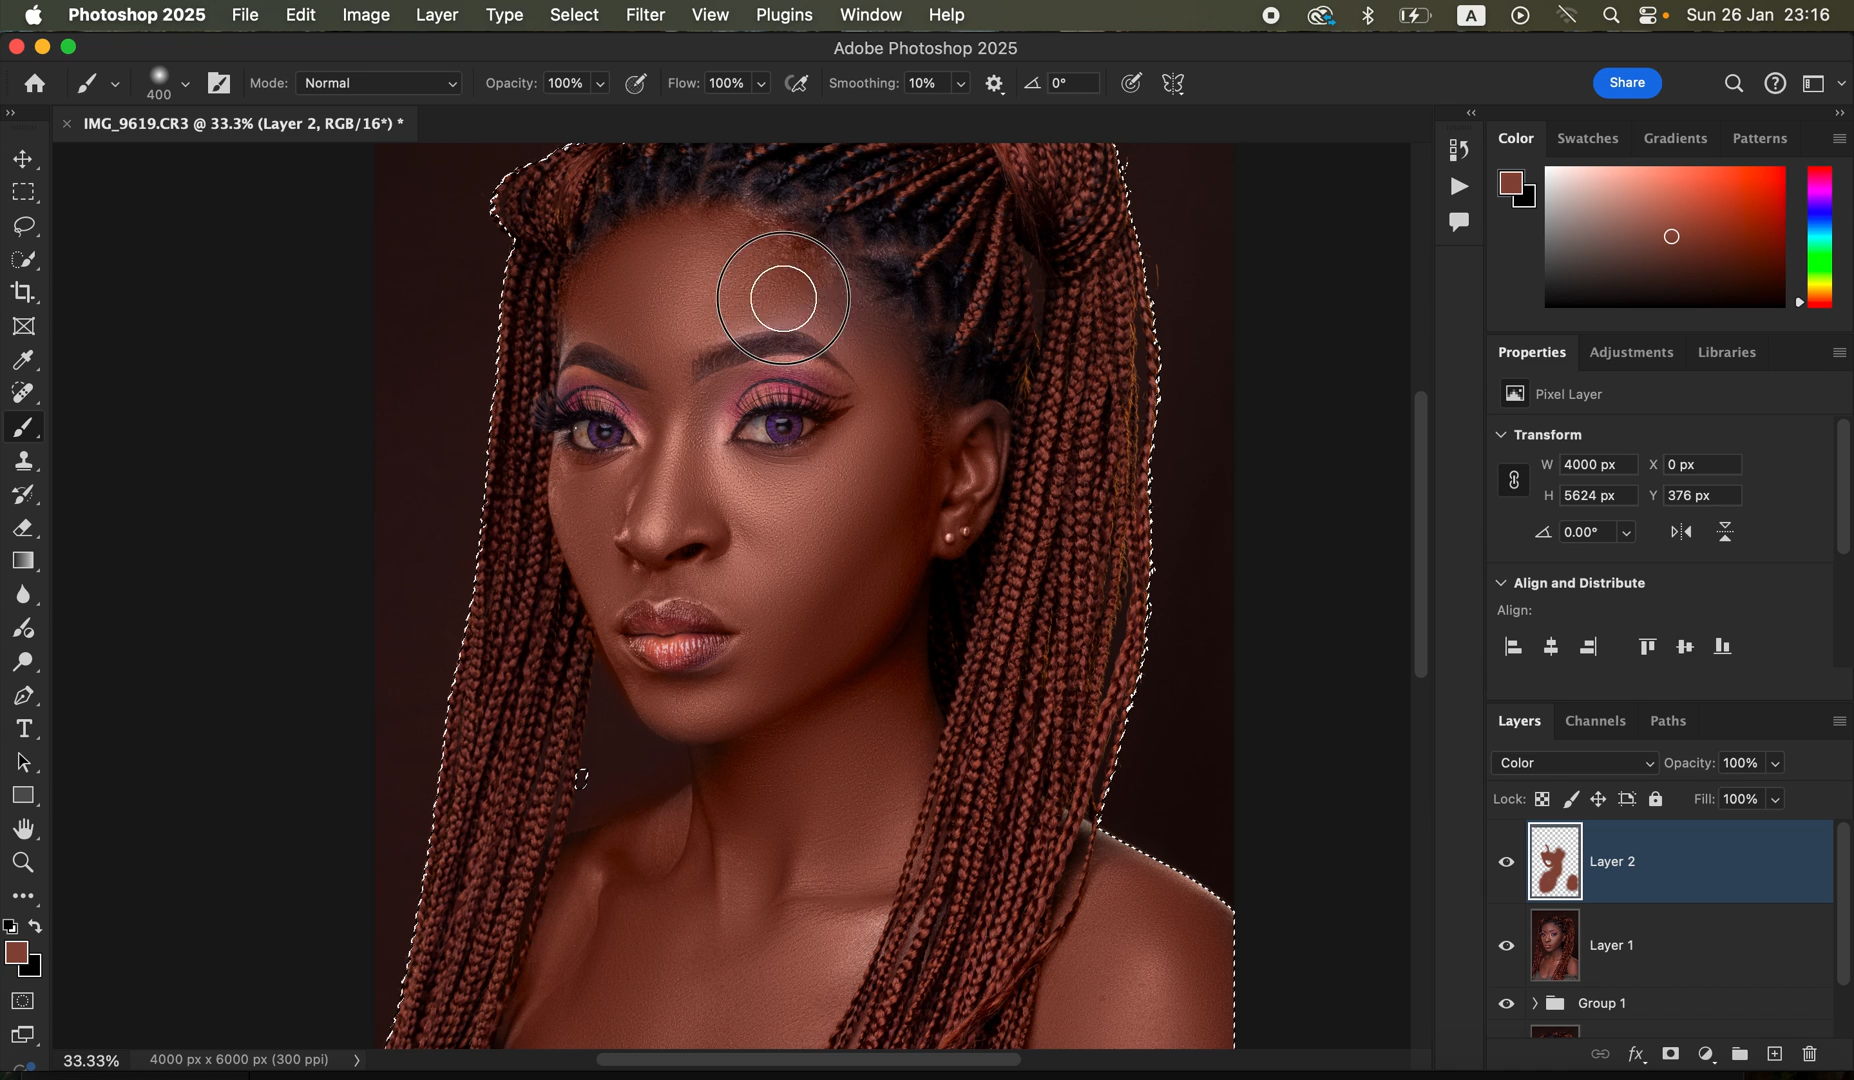 Photoshop 2025 File Edit Image Layer Type Select Filter View Plugins Window Help A Sun 26 Jan 23:16
Adobe Photoshop 2025
400 Mode: Normal Opacity: 100% Flow: 100% Smoothing: 10% 0° Share
IMG_9619.CR3 @ 33.3% (Layer 2, RGB/16*) *
Color Swatches Gradients Patterns
Properties Adjustments Libraries
Pixel Layer
Transform
W 4000 px X 0 px
H 5624 px Y 376 px
0.00°
Align and Distribute
Align:
Layers Channels Paths
Color Opacity: 100%
Lock: Fill: 100%
Layer 2
Layer 1
Group 1
33.33% 4000 px x 6000 px (300 ppi)
fx